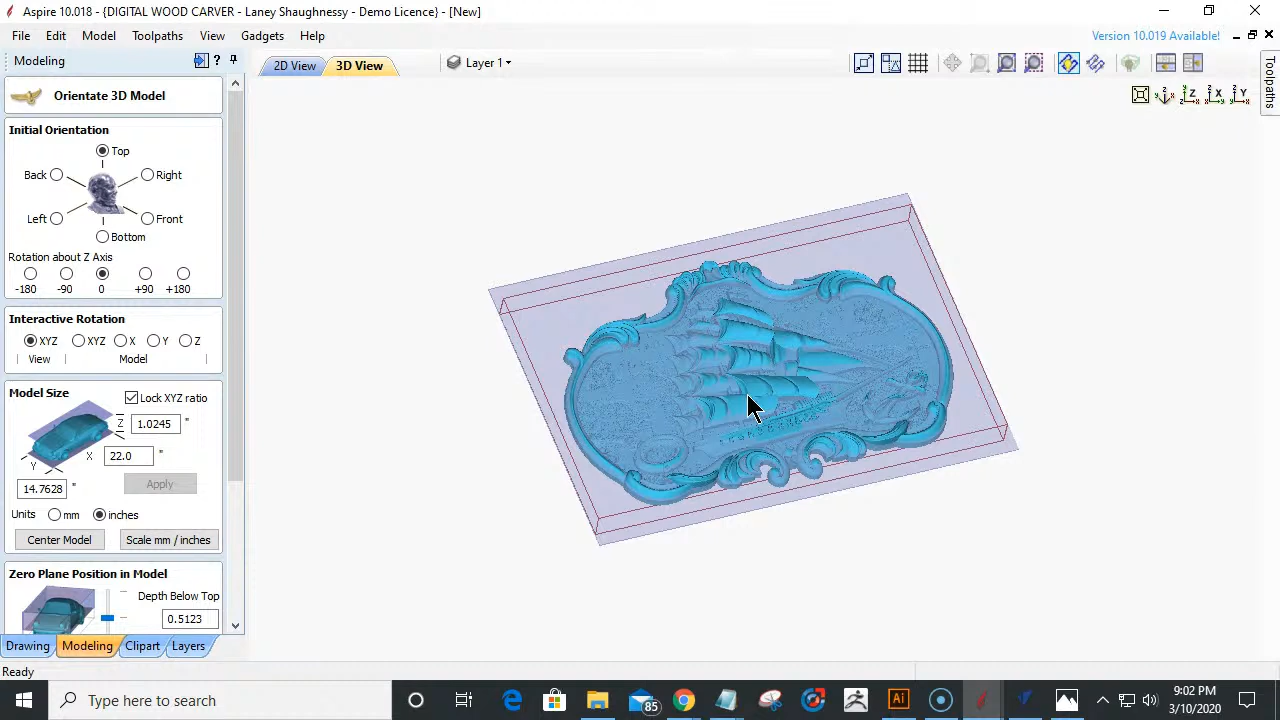 Aspire 10.018 - {DIGITAL WOOD CARVER - Laney Shaughnessy - Demo Licence} - [New]
File Edit Model Toolpaths View Gadgets Help
Version 10.019 Available!
Modeling
2D View
3D View
Layer 1
Toolpaths
Orientate 3D Model
Initial Orientation
Top
Back
Right
Left
Front
Bottom
Rotation about Z Axis
-180 -90 0 +90 +180
Interactive Rotation
XYZ XYZ X Y Z
View Model
Model Size
Lock XYZ ratio
Z 1.0245 "
Y X 22.0 "
14.7628 "
Apply
Units mm inches
Center Model
Scale mm / inches
Zero Plane Position in Model
Depth Below Top
0.5123
Drawing Modeling Clipart Layers
Ready
Type here to search
85
Ai
9:02 PM
3/10/2020